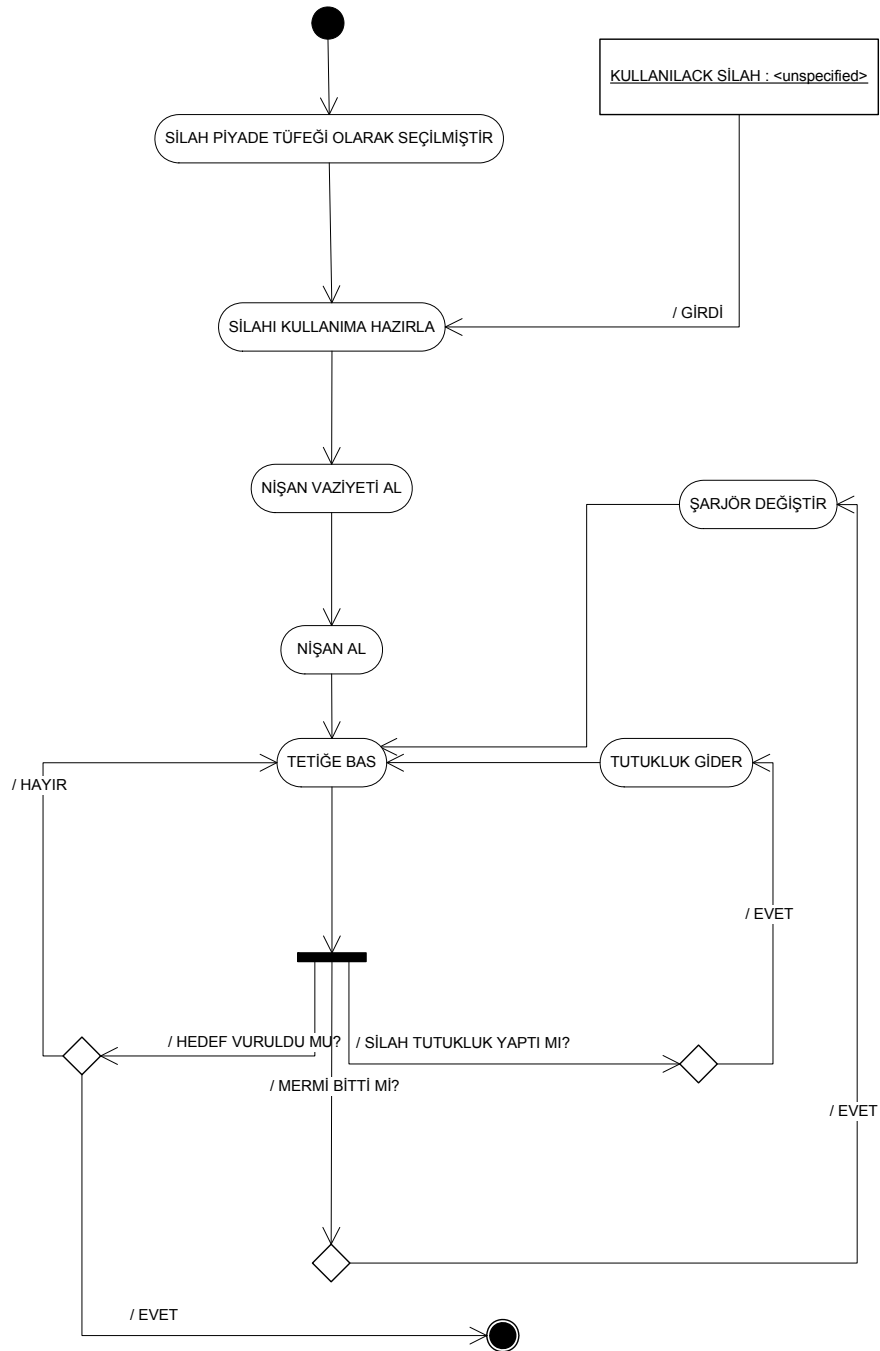 KULLANILACK SİLAH : <unspecified>
SİLAH PİYADE TÜFEĞİ OLARAK SEÇİLMİŞTİR
/ GİRDİ
SİLAHI KULLANIMA HAZIRLA
NİŞAN VAZİYETİ AL
ŞARJÖR DEĞİŞTİR
NİŞAN AL
TETİĞE BAS
TUTUKLUK GİDER
/ HAYIR
/ EVET
/ HEDEF VURULDU MU?
/ SİLAH TUTUKLUK YAPTI MI?
/ MERMİ BİTTİ Mİ?
/ EVET
/ EVET